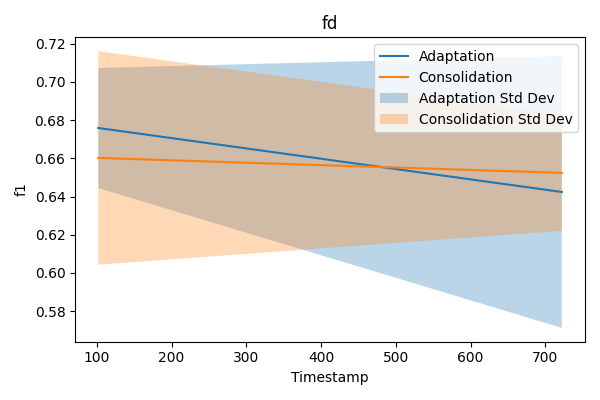 fd
0.72
0.70
0.68
0.66
0.64
0.62
0.60
0.58
f1
Adaptation
Consolidation
Adaptation Std Dev
Consolidation Std Dev
100 200 300 400 500 600 700
Timestamp